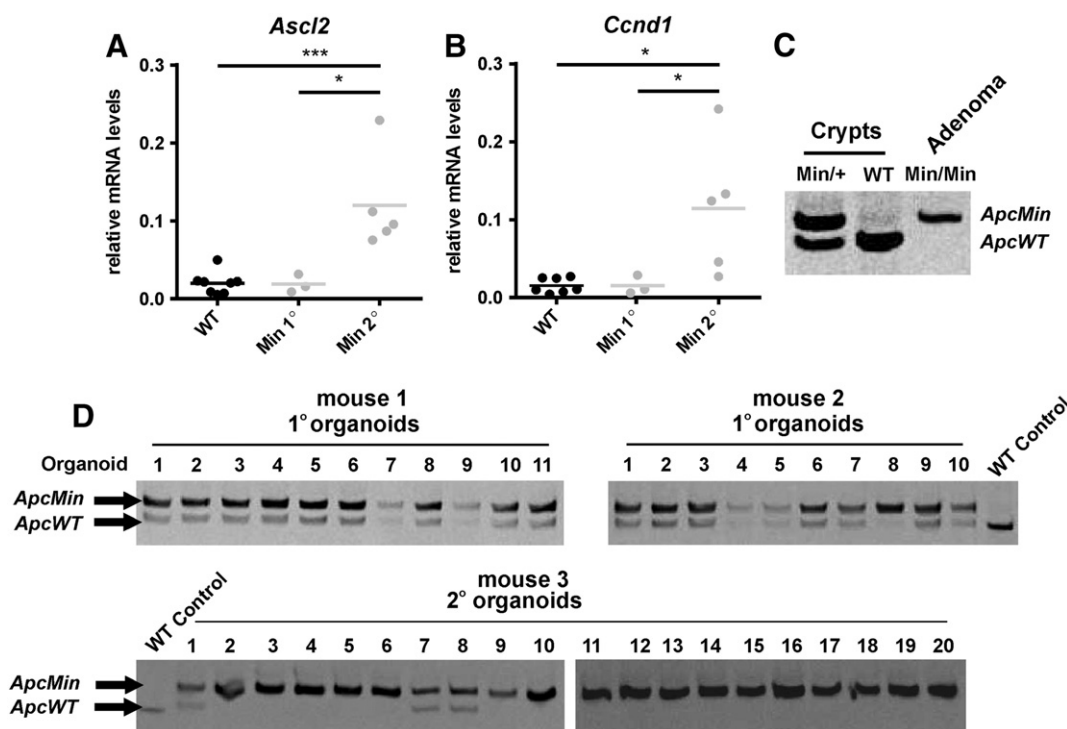 A
Ascl2
***
*
relative mRNA levels
0.3
0.2
0.1
0.0
WT
Min 1°
Min 2°
B
Ccnd1
*
*
relative mRNA levels
0.3
0.2
0.1
0.0
WT
Min 1°
Min 2°
C
Crypts
Adenoma
Min/+ WT Min/Min
ApcMin
ApcWT
D
mouse 1
1° organoids
Organoid 1 2 3 4 5 6 7 8 9 10 11
ApcMin
ApcWT
mouse 2
1° organoids
1 2 3 4 5 6 7 8 9 10 WT Control
mouse 3
2° organoids
WT Control 1 2 3 4 5 6 7 8 9 10 11 12 13 14 15 16 17 18 19 20
ApcMin
ApcWT